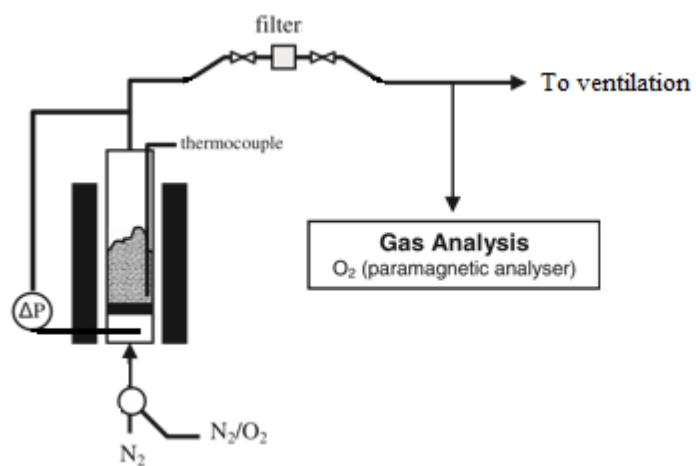 filter
To ventilation
thermocouple
Gas Analysis
O₂ (paramagnetic analyser)
ΔP
N₂/O₂
N₂